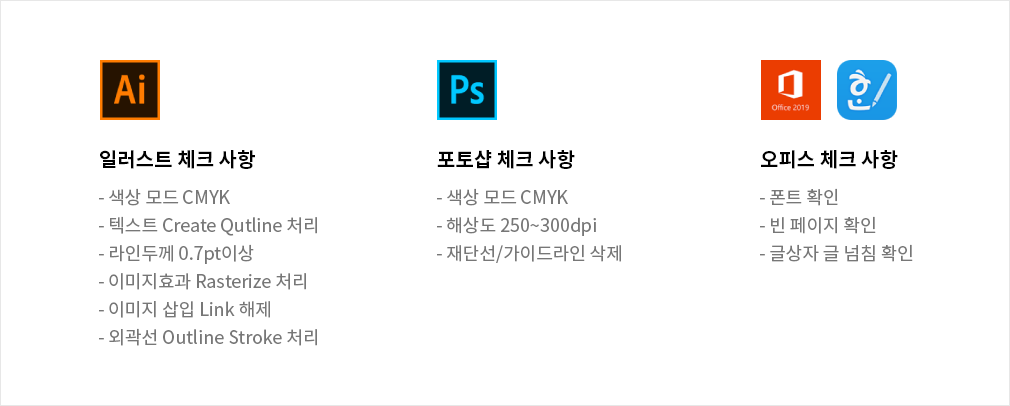 Ai
일러스트 체크 사항
- 색상 모드 CMYK
- 텍스트 Create Qutline 처리
- 라인두께 0.7pt이상
- 이미지효과 Rasterize 처리
- 이미지 삽입 Link 해제
- 외곽선 Outline Stroke 처리
Ps
포토샵 체크 사항
- 색상 모드 CMYK
- 해상도 250~300dpi
- 재단선/가이드라인 삭제
Office 2019
한
오피스 체크 사항
- 폰트 확인
- 빈 페이지 확인
- 글상자 글 넘침 확인